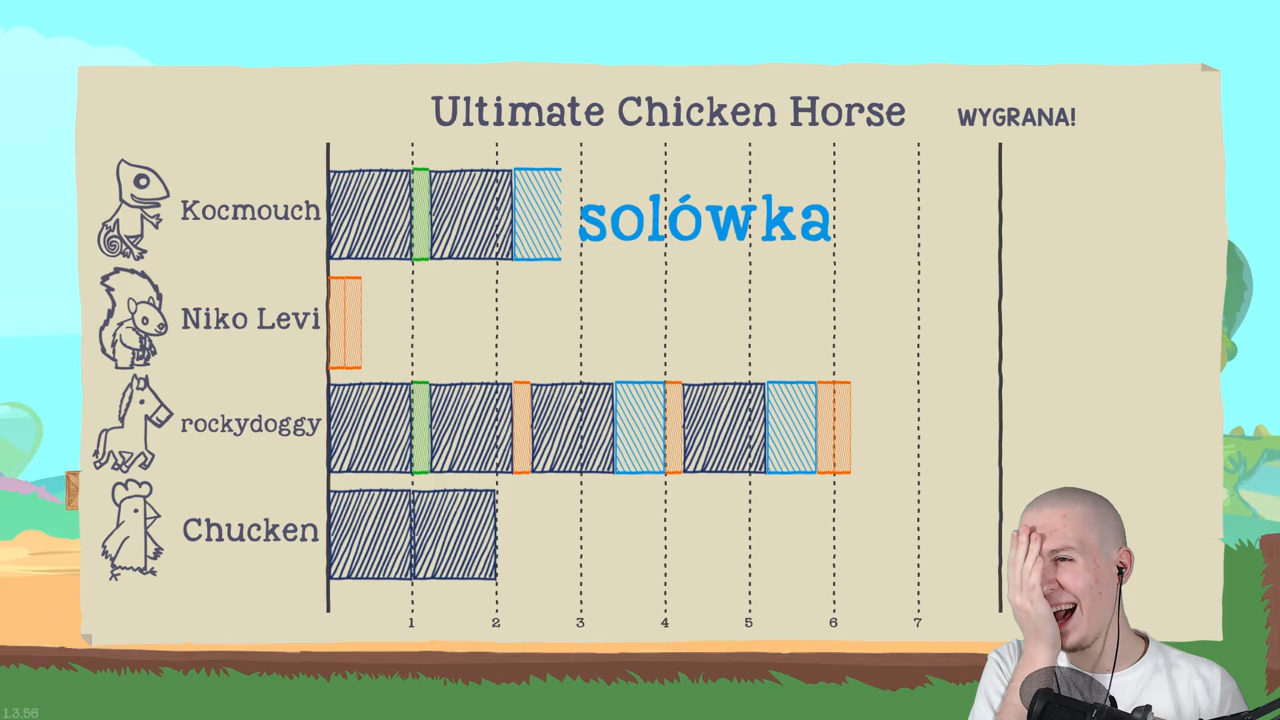 Ultimate Chicken Horse
WYGRANA!
Kocmouch
solówka
Niko Levi
rockydoggy
Chucken
1 2 3 4 5 6 7
1.3.56